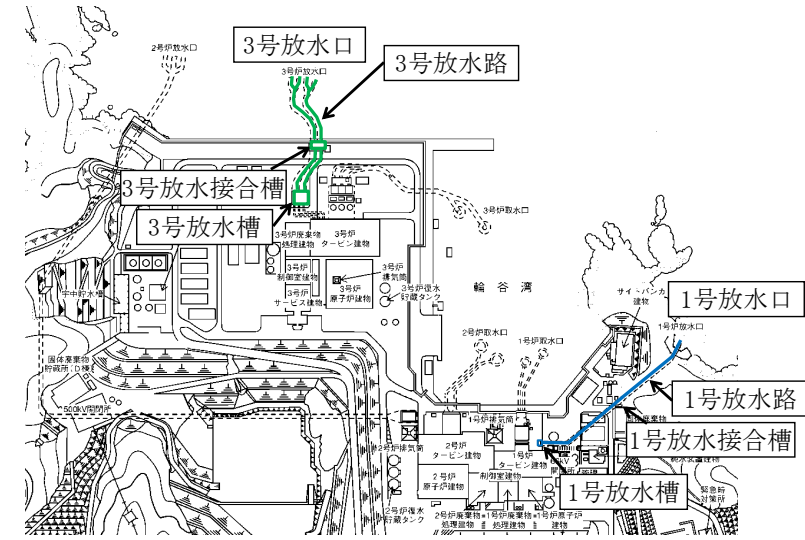 2号炉放水口
3号放水口
3号放水路
3号炉放水口
3号放水接合槽
3号放水槽
3号炉取水口
3号炉廃棄物
処理建物
3号炉
タービン建物
3号炉
制御室建物
3号炉
排気筒
3号炉
原子炉建物
3号炉復水
貯蔵タンク
3号炉
サービス建物
輪谷湾
宇中貯水槽
サイトバンカ
建物
1号放水口
1号炉放水口
2号炉取水口
1号炉取水口
固体廃棄物
貯蔵所D棟
500kV開閉所
1号放水路
1号放水接合槽
1号放水槽
1号炉排気筒
2号炉排気筒
2号炉
タービン建物
1号炉
タービン建物
2号炉
原子炉建物
制御室建物
緊急時
対策所
2号炉復水
貯蔵タンク
2号炉廃棄物
処理建物
1号炉廃棄物
処理建物
1号炉原子炉
建物